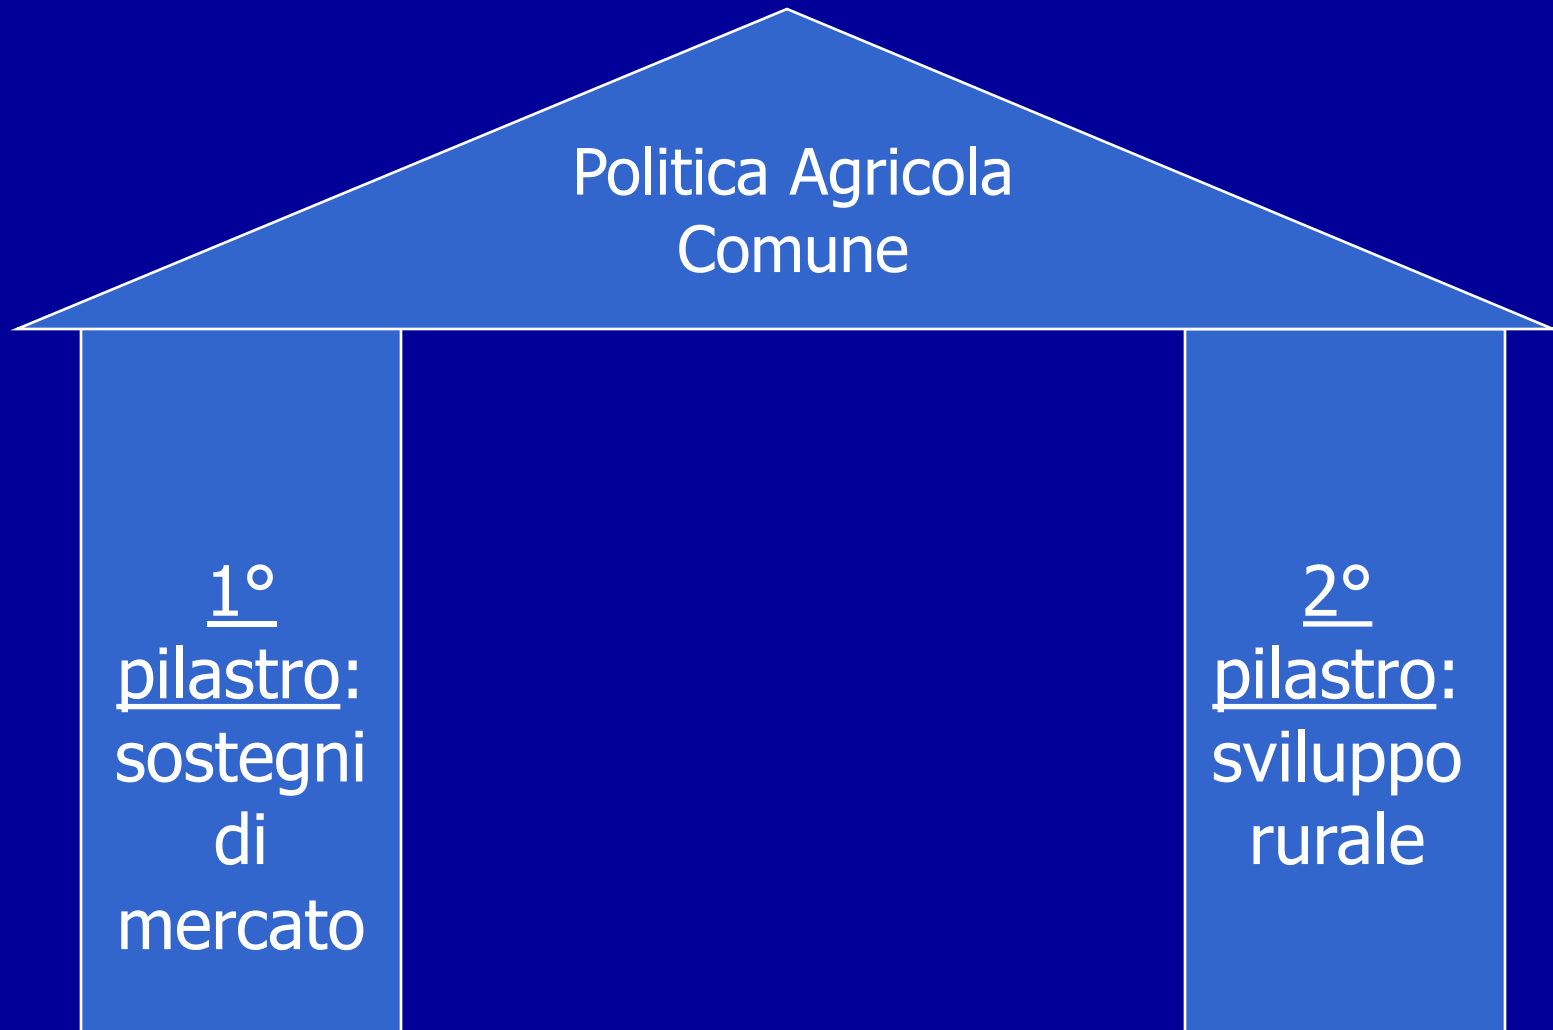 Politica Agricola
Comune
1°
pilastro:
sostegni
di
mercato
2°
pilastro:
sviluppo
rurale